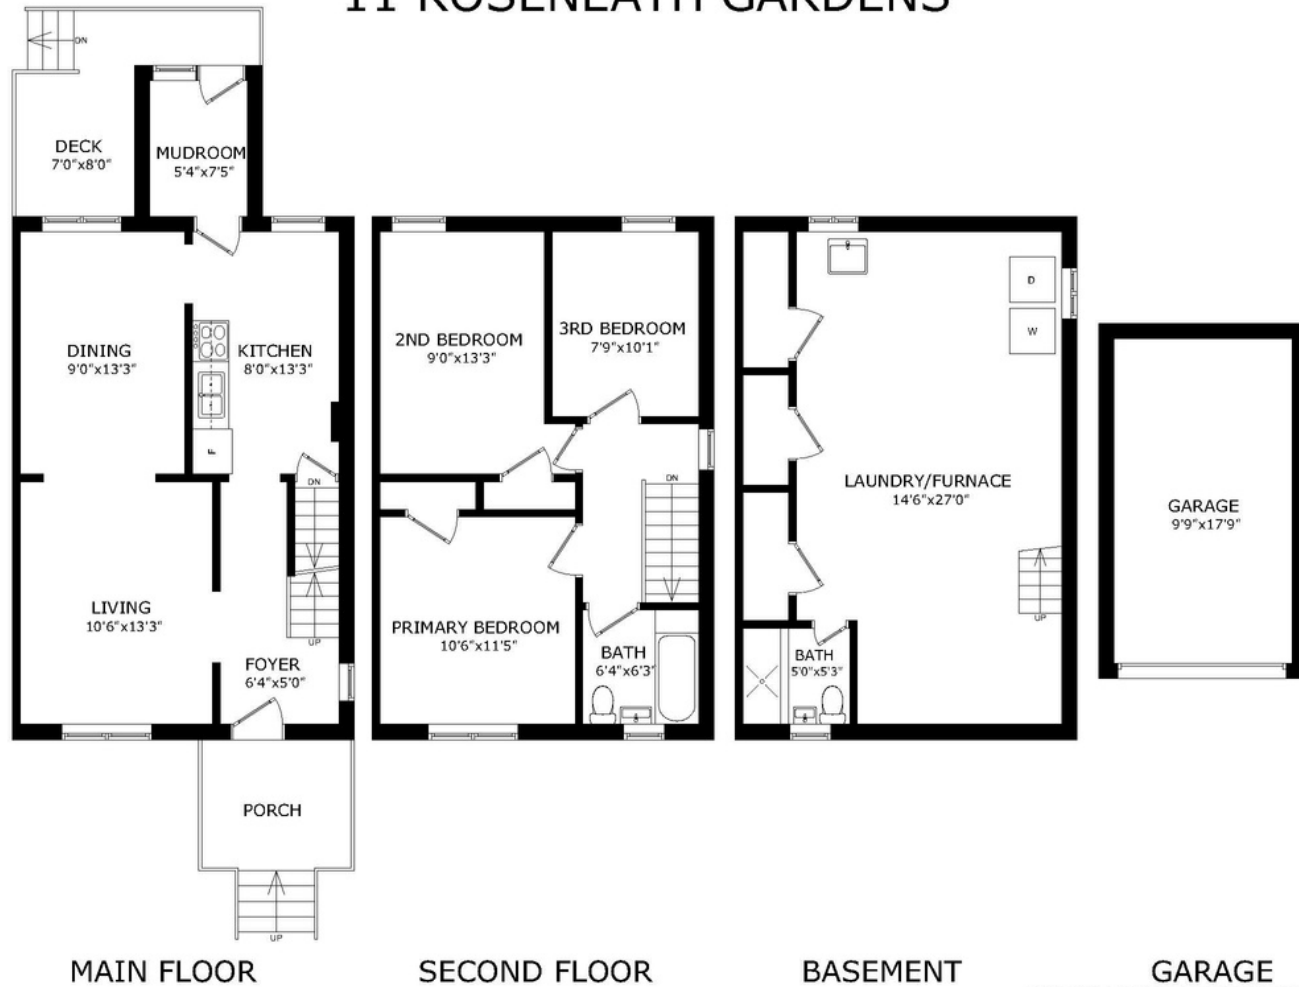 11 ROSENEATH GARDENS
DN
DECK
7'0"x8'0"
MUDROOM
5'4"x7'5"
DINING
9'0"x13'3"
KITCHEN
8'0"x13'3"
F
DN
LIVING
10'6"x13'3"
UP
FOYER
6'4"x5'0"
PORCH
UP
MAIN FLOOR
2ND BEDROOM
9'0"x13'3"
3RD BEDROOM
7'9"x10'1"
DN
PRIMARY BEDROOM
10'6"x11'5"
BATH
6'4"x6'3"
SECOND FLOOR
D
W
LAUNDRY/FURNACE
14'6"x27'0"
UP
BATH
5'0"x5'3"
BASEMENT
GARAGE
9'9"x17'9"
GARAGE